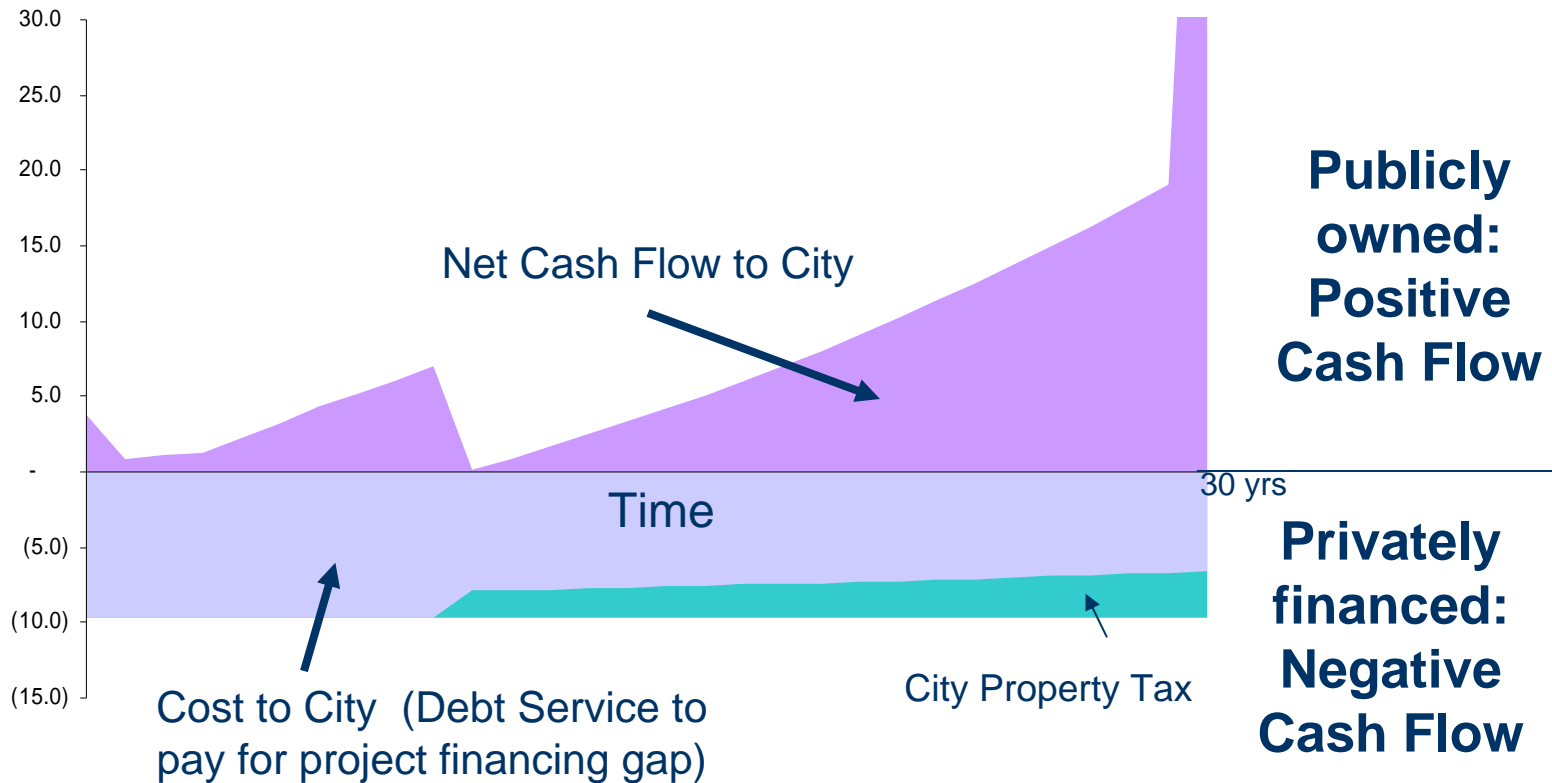 30.0
25.0
20.0
15.0
10.0
5.0
-
(5.0)
(10.0)
(15.0)
Net Cash Flow to City
Time
30 yrs
Cost to City (Debt Service to
pay for project financing gap)
City Property Tax
Publicly
owned:
Positive
Cash Flow
Privately
financed:
Negative
Cash Flow